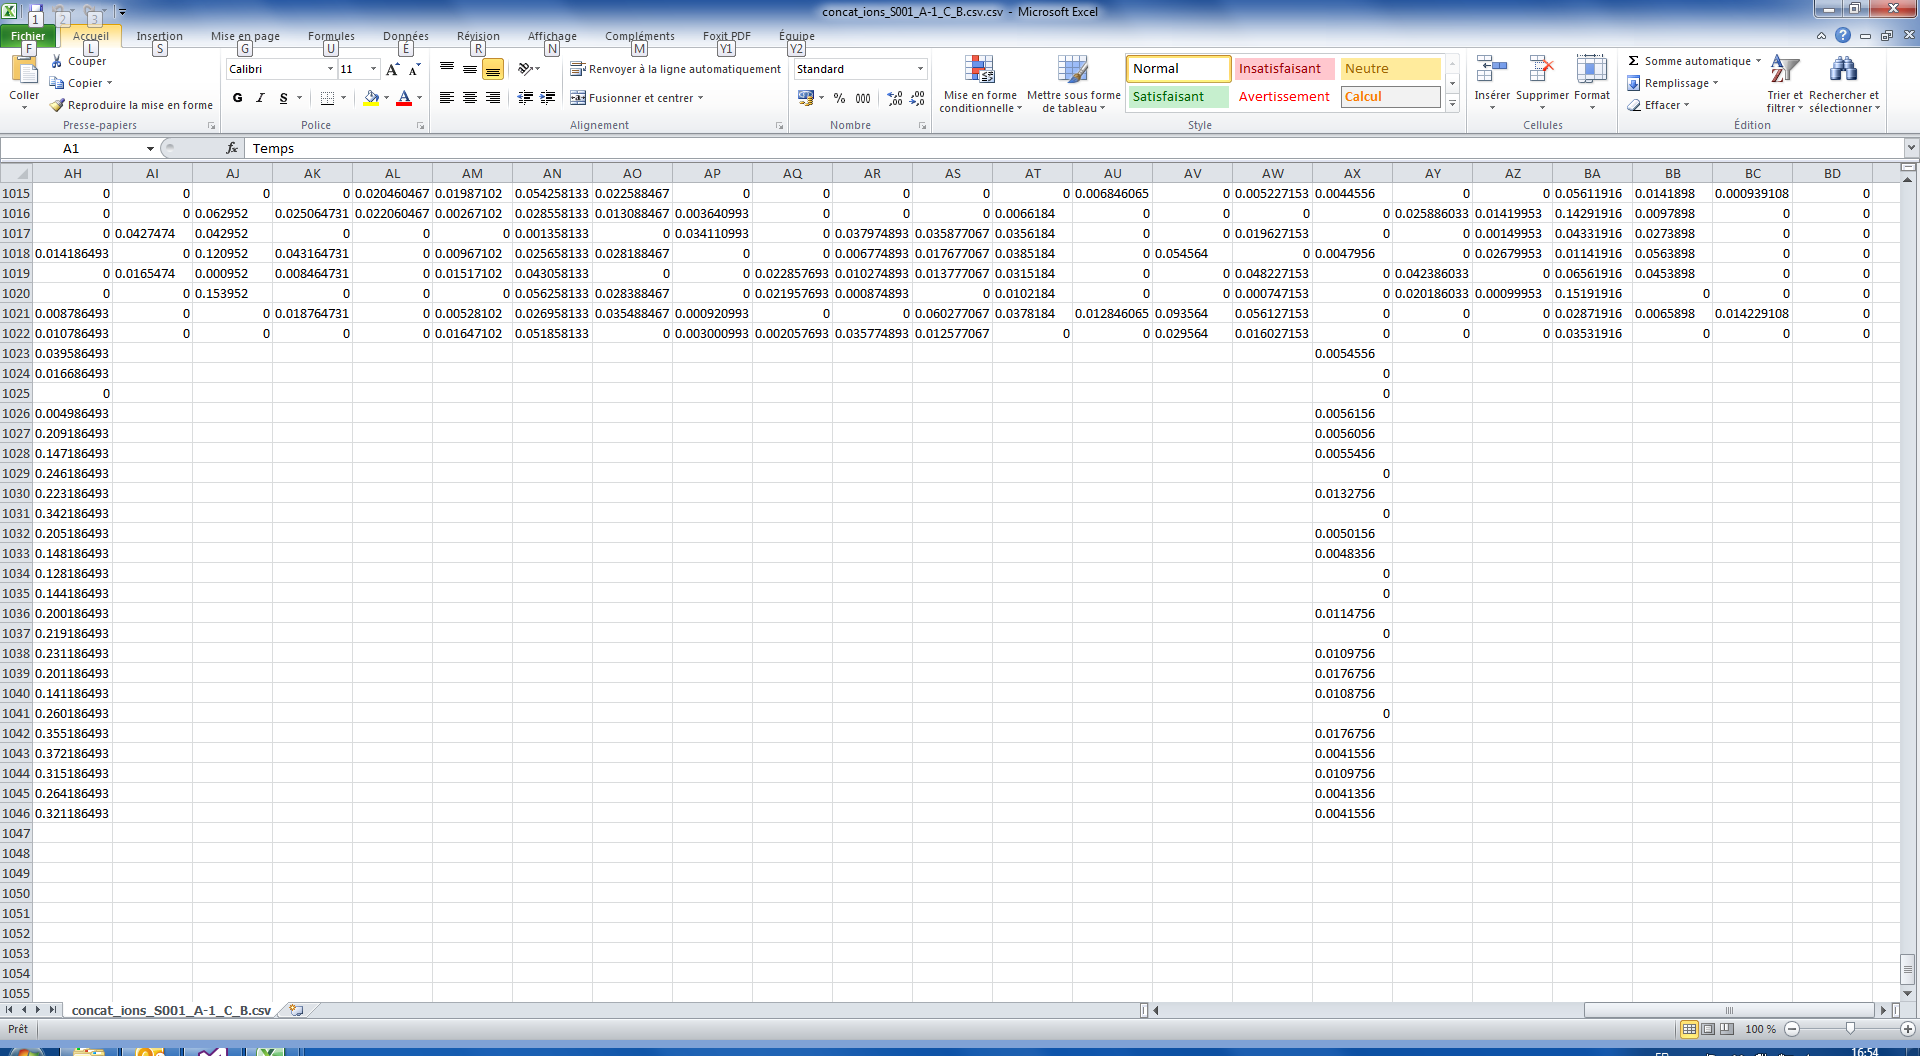 concat_ions_S001_A-1_C_B.csv.csv - Microsoft Excel
1 2 3
Fichier Accueil Insertion Mise en page Formules Données Révision Affichage Compléments Foxit PDF Équipe
F L S G U É R N M Y1 Y2
Coller
Couper
Copier
Reproduire la mise en forme
Presse-papiers
Calibri 11 A A
G I S A
Police
Renvoyer à la ligne automatiquement
Fusionner et centrer
Alignement
Standard
% 000 ,00 ,00
Nombre
Mise en forme conditionnelle
Mettre sous forme de tableau
Normal Insatisfaisant Neutre
Satisfaisant Avertissement Calcul
Style
Insérer Supprimer Format
Cellules
Somme automatique
Remplissage
Effacer
Trier et filtrer
Rechercher et sélectionner
Édition
A1 fx Temps
AH AI AJ AK AL AM AN AO AP AQ AR AS AT AU AV AW AX AY AZ BA BB BC BD
1015 0 0 0 0 0.020460467 0.01987102 0.054258133 0.022588467 0 0 0 0 0 0.006846065 0 0.005227153 0.0044556 0 0 0.05611916 0.0141898 0.000939108 0
1016 0 0 0.062952 0.025064731 0.022060467 0.00267102 0.028558133 0.013088467 0.003640993 0 0 0 0.0066184 0 0 0 0 0.025886033 0.01419953 0.14291916 0.0097898 0 0
1017 0 0.0427474 0.042952 0 0 0 0.001358133 0 0.034110993 0 0.037974893 0.035877067 0.0356184 0 0 0.019627153 0 0 0.00149953 0.04331916 0.0273898 0 0
1018 0.014186493 0 0.120952 0.043164731 0 0.00967102 0.025658133 0.028188467 0 0 0.006774893 0.017677067 0.0385184 0 0.054564 0 0.0047956 0 0.02679953 0.01141916 0.0563898 0 0
1019 0 0.0165474 0.000952 0.008464731 0 0.01517102 0.043058133 0 0 0.022857693 0.010274893 0.013777067 0.0315184 0 0 0.048227153 0 0.042386033 0 0.06561916 0.0453898 0 0
1020 0 0 0.153952 0 0 0 0.056258133 0.028388467 0 0.021957693 0.000874893 0 0.0102184 0 0 0.000747153 0 0.020186033 0.00099953 0.15191916 0 0 0
1021 0.008786493 0 0 0.018764731 0 0.00528102 0.026958133 0.035488467 0.000920993 0 0 0.060277067 0.0378184 0.012846065 0.093564 0.056127153 0 0 0 0.02871916 0.0065898 0.014229108 0
1022 0.010786493 0 0 0 0 0.01647102 0.051858133 0 0.003000993 0.002057693 0.035774893 0.012577067 0 0 0.029564 0.016027153 0 0 0 0.03531916 0 0 0
1023 0.039586493 0.0054556
1024 0.016686493 0
1025 0 0
1026 0.004986493 0.0056156
1027 0.209186493 0.0056056
1028 0.147186493 0.0055456
1029 0.246186493 0
1030 0.223186493 0.0132756
1031 0.342186493 0
1032 0.205186493 0.0050156
1033 0.148186493 0.0048356
1034 0.128186493 0
1035 0.144186493 0
1036 0.200186493 0.0114756
1037 0.219186493 0
1038 0.231186493 0.0109756
1039 0.201186493 0.0176756
1040 0.141186493 0.0108756
1041 0.260186493 0
1042 0.355186493 0.0176756
1043 0.372186493 0.0041556
1044 0.315186493 0.0109756
1045 0.264186493 0.0041356
1046 0.321186493 0.0041556
1047
1048
1049
1050
1051
1052
1053
1054
1055
concat_ions_S001_A-1_C_B.csv
Prêt 100 %
16:54